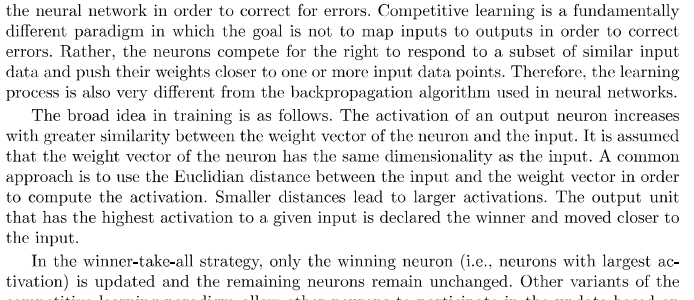 the neural network in order to correct for errors. Competitive learning is a fundamentally
different paradigm in which the goal is not to map inputs to outputs in order to correct
errors. Rather, the neurons compete for the right to respond to a subset of similar input
data and push their weights closer to one or more input data points. Therefore, the learning
process is also very different from the backpropagation algorithm used in neural networks.
The broad idea in training is as follows. The activation of an output neuron increases
with greater similarity between the weight vector of the neuron and the input. It is assumed
that the weight vector of the neuron has the same dimensionality as the input. A common
approach is to use the Euclidian distance between the input and the weight vector in order
to compute the activation. Smaller distances lead to larger activations. The output unit
that has the highest activation to a given input is declared the winner and moved closer to
the input.
In the winner-take-all strategy, only the winning neuron (i.e., neurons with largest ac-
tivation) is updated and the remaining neurons remain unchanged. Other variants of the